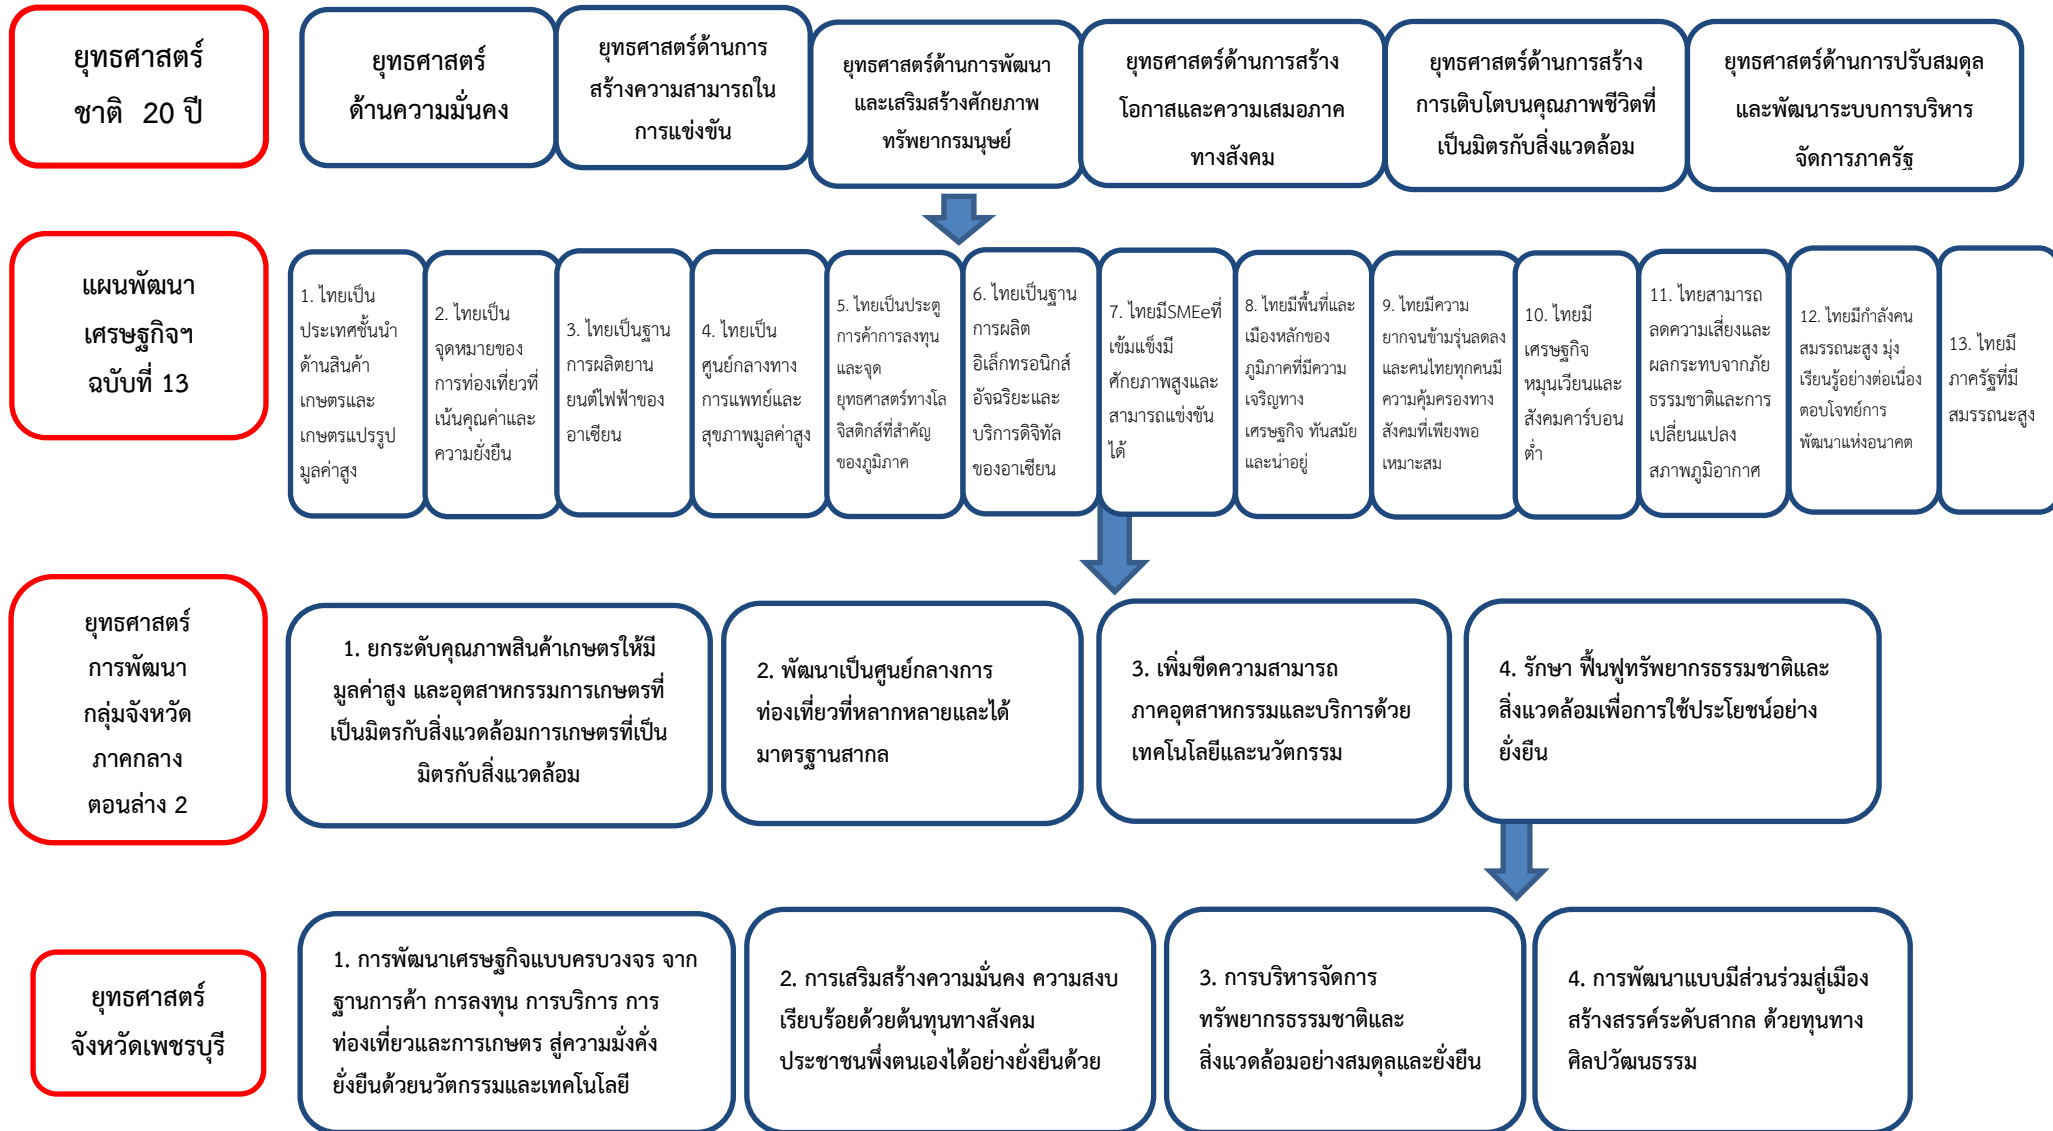 ยุทธศาสตร์
ชาติ 20 ปี
ยุทธศาสตร์
ด้านความมั่นคง
ยุทธศาสตร์ด้านการ
สร้างความสามารถใน
การแข่งขัน
ยุทธศาสตร์ด้านการพัฒนา
และเสริมสร้างศักยภาพ
ทรัพยากรมนุษย์
ยุทธศาสตร์ด้านการสร้าง
โอกาสและความเสมอภาค
ทางสังคม
ยุทธศาสตร์ด้านการสร้าง
การเติบโตบนคุณภาพชีวิตที่
เป็นมิตรกับสิ่งแวดล้อม
ยุทธศาสตร์ด้านการปรับสมดุล
และพัฒนาระบบการบริหาร
จัดการภาครัฐ
แผนพัฒนา
เศรษฐกิจฯ
ฉบับที่ 13
1. ไทยเป็น
ประเทศชั้นนำ
ด้านสินค้า
เกษตรและ
เกษตรแปรรูป
มูลค่าสูง
2. ไทยเป็น
จุดหมายของ
การท่องเที่ยวที่
เน้นคุณค่าและ
ความยั่งยืน
3. ไทยเป็นฐาน
การผลิตยาน
ยนต์ไฟฟ้าของ
อาเซียน
4. ไทยเป็น
ศูนย์กลางทาง
การแพทย์และ
สุขภาพมูลค่าสูง
5. ไทยเป็นประตู
การค้าการลงทุน
และจุด
ยุทธศาสตร์ทางโล
จิสติกส์ที่สำคัญ
ของภูมิภาค
6. ไทยเป็นฐาน
การผลิต
อิเล็กทรอนิกส์
อัจฉริยะและ
บริการดิจิทัล
ของอาเซียน
7. ไทยมีSMEeที่
เข้มแข็งมี
ศักยภาพสูงและ
สามารถแข่งขัน
ได้
8. ไทยมีพื้นที่และ
เมืองหลักของ
ภูมิภาคที่มีความ
เจริญทาง
เศรษฐกิจ ทันสมัย
และน่าอยู่
9. ไทยมีความ
ยากจนข้ามรุ่นลดลง
และคนไทยทุกคนมี
ความคุ้มครองทาง
สังคมที่เพียงพอ
เหมาะสม
10. ไทยมี
เศรษฐกิจ
หมุนเวียนและ
สังคมคาร์บอน
ต่ำ
11. ไทยสามารถ
ลดความเสี่ยงและ
ผลกระทบจากภัย
ธรรมชาติและการ
เปลี่ยนแปลง
สภาพภูมิอากาศ
12. ไทยมีกำลังคน
สมรรถนะสูง มุ่ง
เรียนรู้อย่างต่อเนื่อง
ตอบโจทย์การ
พัฒนาแห่งอนาคต
13. ไทยมี
ภาครัฐที่มี
สมรรถนะสูง
ยุทธศาสตร์
การพัฒนา
กลุ่มจังหวัด
ภาคกลาง
ตอนล่าง 2
1. ยกระดับคุณภาพสินค้าเกษตรให้มี
มูลค่าสูง และอุตสาหกรรมการเกษตรที่
เป็นมิตรกับสิ่งแวดล้อมการเกษตรที่เป็น
มิตรกับสิ่งแวดล้อม
2. พัฒนาเป็นศูนย์กลางการ
ท่องเที่ยวที่หลากหลายและได้
มาตรฐานสากล
3. เพิ่มขีดความสามารถ
ภาคอุตสาหกรรมและบริการด้วย
เทคโนโลยีและนวัตกรรม
4. รักษา ฟื้นฟูทรัพยากรธรรมชาติและ
สิ่งแวดล้อมเพื่อการใช้ประโยชน์อย่าง
ยั่งยืน
ยุทธศาสตร์
จังหวัดเพชรบุรี
1. การพัฒนาเศรษฐกิจแบบครบวงจร จาก
ฐานการค้า การลงทุน การบริการ การ
ท่องเที่ยวและการเกษตร สู่ความมั่งคั่ง
ยั่งยืนด้วยนวัตกรรมและเทคโนโลยี
2. การเสริมสร้างความมั่นคง ความสงบ
เรียบร้อยด้วยต้นทุนทางสังคม
ประชาชนพึ่งตนเองได้อย่างยั่งยืนด้วย
3. การบริหารจัดการ
ทรัพยากรธรรมชาติและ
สิ่งแวดล้อมอย่างสมดุลและยั่งยืน
4. การพัฒนาแบบมีส่วนร่วมสู่เมือง
สร้างสรรค์ระดับสากล ด้วยทุนทาง
ศิลปวัฒนธรรม